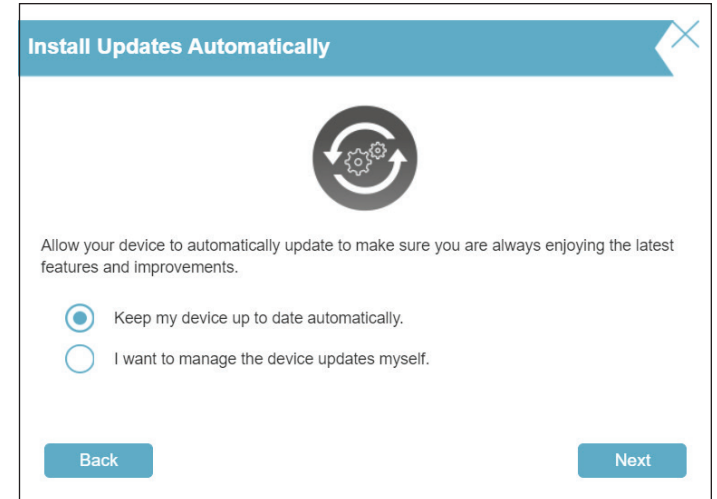 Install Updates Automatically
Allow your device to automatically update to make sure you are always enjoying the latest
features and improvements.
Keep my device up to date automatically.
I want to manage the device updates myself.
Back
Next